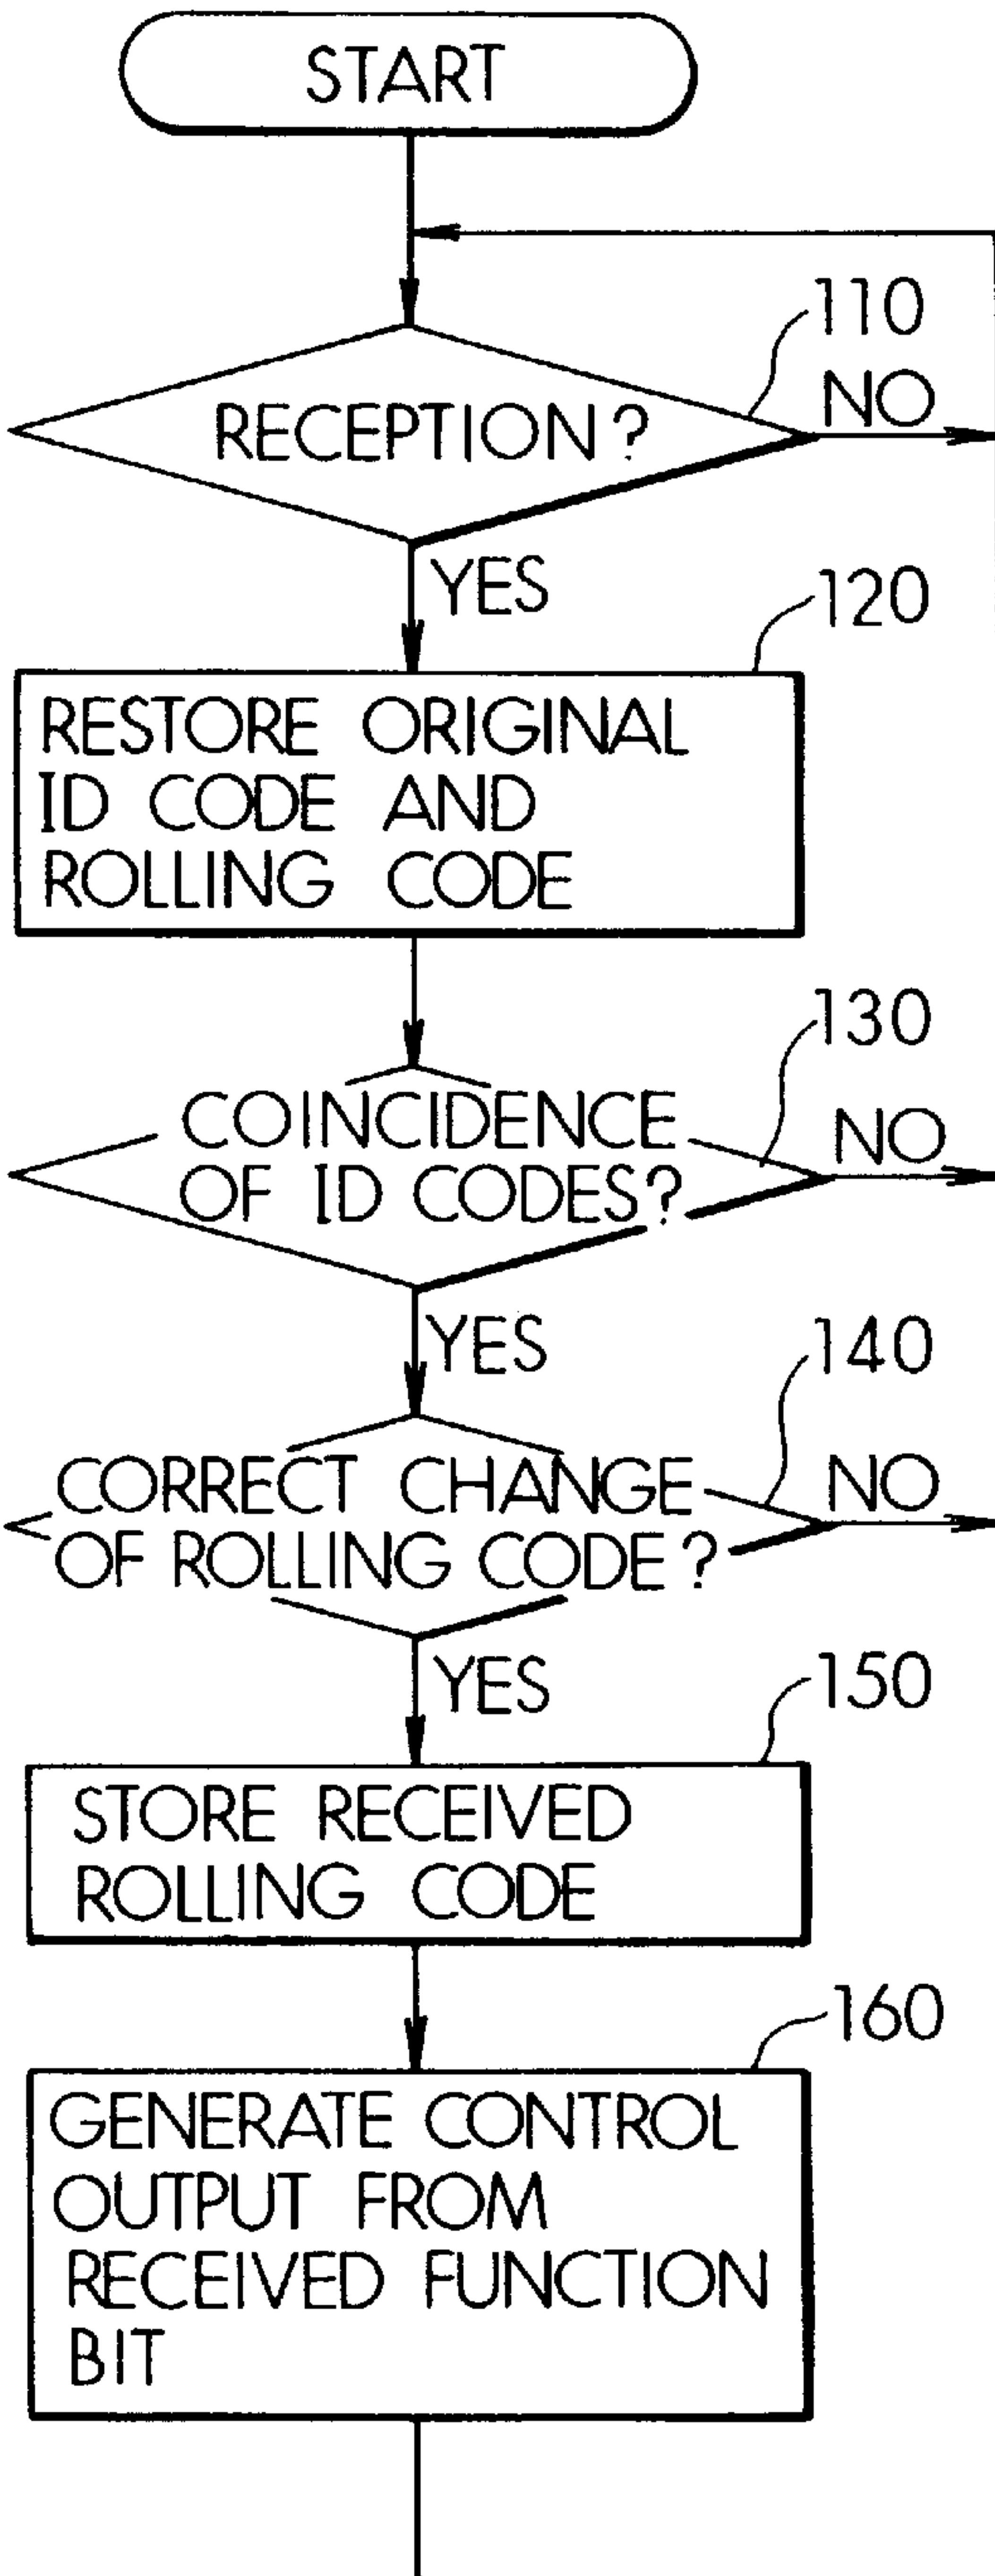 START
110
NO
RECEPTION?
YES
120
RESTORE ORIGINAL
ID CODE AND
ROLLING CODE
130
COINCIDENCE
NO
OF ID CODES?
YES
140
CORRECT CHANGE
NO
OF ROLLING CODE?
YES
150
STORE RECEIVED
ROLLING CODE
160
GENERATE CONTROL
OUTPUT FROM
RECEIVED FUNCTION
BIT